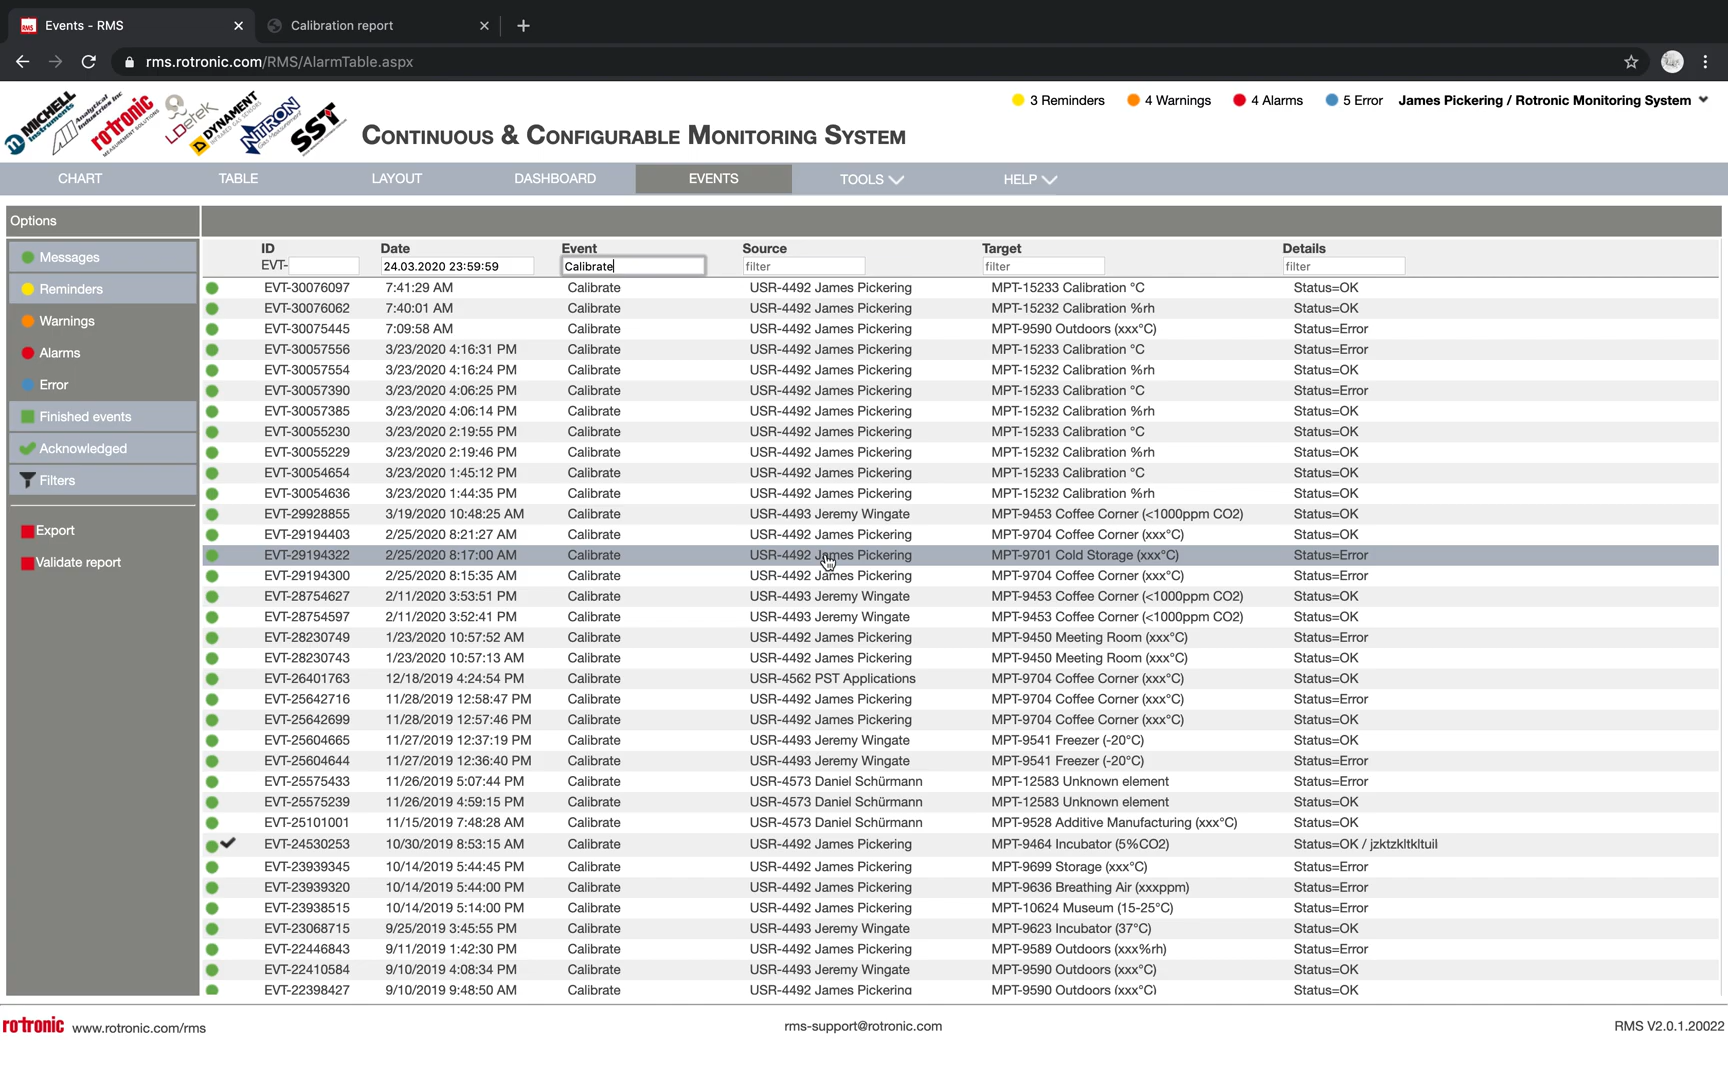 Events - RMS
Calibration report
rms.rotronic.com/RMS/AlarmTable.aspx
MICHELL Instruments
Analytical Industries Inc
rotronic MEASUREMENT SOLUTIONS
LDetek
DYNAMENT
NTRON
SST
CONTINUOUS & CONFIGURABLE MONITORING SYSTEM
3 Reminders 4 Warnings 4 Alarms 5 Error James Pickering / Rotronic Monitoring System
CHART TABLE LAYOUT DASHBOARD EVENTS TOOLS HELP
Options
Messages
Reminders
Warnings
Alarms
Error
Finished events
Acknowledged
Filters
Export
Validate report
ID Date Event Source Target Details
EVT- 24.03.2020 23:59:59 Calibrate filter filter filter
EVT-30076097 7:41:29 AM Calibrate USR-4492 James Pickering MPT-15233 Calibration °C Status=OK
EVT-30076062 7:40:01 AM Calibrate USR-4492 James Pickering MPT-15232 Calibration %rh Status=OK
EVT-30075445 7:09:58 AM Calibrate USR-4492 James Pickering MPT-9590 Outdoors (xxx°C) Status=Error
EVT-30057556 3/23/2020 4:16:31 PM Calibrate USR-4492 James Pickering MPT-15233 Calibration °C Status=Error
EVT-30057554 3/23/2020 4:16:24 PM Calibrate USR-4492 James Pickering MPT-15232 Calibration %rh Status=OK
EVT-30057390 3/23/2020 4:06:25 PM Calibrate USR-4492 James Pickering MPT-15233 Calibration °C Status=Error
EVT-30057385 3/23/2020 4:06:14 PM Calibrate USR-4492 James Pickering MPT-15232 Calibration %rh Status=OK
EVT-30055230 3/23/2020 2:19:55 PM Calibrate USR-4492 James Pickering MPT-15233 Calibration °C Status=OK
EVT-30055229 3/23/2020 2:19:46 PM Calibrate USR-4492 James Pickering MPT-15232 Calibration %rh Status=OK
EVT-30054654 3/23/2020 1:45:12 PM Calibrate USR-4492 James Pickering MPT-15233 Calibration °C Status=OK
EVT-30054636 3/23/2020 1:44:35 PM Calibrate USR-4492 James Pickering MPT-15232 Calibration %rh Status=OK
EVT-29928855 3/19/2020 10:48:25 AM Calibrate USR-4493 Jeremy Wingate MPT-9453 Coffee Corner (<1000ppm CO2) Status=OK
EVT-29194403 2/25/2020 8:21:27 AM Calibrate USR-4492 James Pickering MPT-9704 Coffee Corner (xxx°C) Status=OK
EVT-29194322 2/25/2020 8:17:00 AM Calibrate USR-4492 James Pickering MPT-9701 Cold Storage (xxx°C) Status=Error
EVT-29194300 2/25/2020 8:15:35 AM Calibrate USR-4492 James Pickering MPT-9704 Coffee Corner (xxx°C) Status=Error
EVT-28754627 2/11/2020 3:53:51 PM Calibrate USR-4493 Jeremy Wingate MPT-9453 Coffee Corner (<1000ppm CO2) Status=OK
EVT-28754597 2/11/2020 3:52:41 PM Calibrate USR-4493 Jeremy Wingate MPT-9453 Coffee Corner (<1000ppm CO2) Status=OK
EVT-28230749 1/23/2020 10:57:52 AM Calibrate USR-4492 James Pickering MPT-9450 Meeting Room (xxx°C) Status=Error
EVT-28230743 1/23/2020 10:57:13 AM Calibrate USR-4492 James Pickering MPT-9450 Meeting Room (xxx°C) Status=OK
EVT-26401763 12/18/2019 4:24:54 PM Calibrate USR-4562 PST Applications MPT-9704 Coffee Corner (xxx°C) Status=OK
EVT-25642716 11/28/2019 12:58:47 PM Calibrate USR-4492 James Pickering MPT-9704 Coffee Corner (xxx°C) Status=Error
EVT-25642699 11/28/2019 12:57:46 PM Calibrate USR-4492 James Pickering MPT-9704 Coffee Corner (xxx°C) Status=OK
EVT-25604665 11/27/2019 12:37:19 PM Calibrate USR-4493 Jeremy Wingate MPT-9541 Freezer (-20°C) Status=OK
EVT-25604644 11/27/2019 12:36:40 PM Calibrate USR-4493 Jeremy Wingate MPT-9541 Freezer (-20°C) Status=Error
EVT-25575433 11/26/2019 5:07:44 PM Calibrate USR-4573 Daniel Schürmann MPT-12583 Unknown element Status=Error
EVT-25575239 11/26/2019 4:59:15 PM Calibrate USR-4573 Daniel Schürmann MPT-12583 Unknown element Status=OK
EVT-25101001 11/15/2019 7:48:28 AM Calibrate USR-4573 Daniel Schürmann MPT-9528 Additive Manufacturing (xxx°C) Status=OK
EVT-24530253 10/30/2019 8:53:15 AM Calibrate USR-4492 James Pickering MPT-9464 Incubator (5%CO2) Status=OK / jzktzkltkltuil
EVT-23939345 10/14/2019 5:44:45 PM Calibrate USR-4492 James Pickering MPT-9699 Storage (xxx°C) Status=Error
EVT-23939320 10/14/2019 5:44:00 PM Calibrate USR-4492 James Pickering MPT-9636 Breathing Air (xxxppm) Status=Error
EVT-23938515 10/14/2019 5:14:00 PM Calibrate USR-4492 James Pickering MPT-10624 Museum (15-25°C) Status=Error
EVT-23068715 9/25/2019 3:45:55 PM Calibrate USR-4493 Jeremy Wingate MPT-9623 Incubator (37°C) Status=OK
EVT-22446843 9/11/2019 1:42:30 PM Calibrate USR-4492 James Pickering MPT-9589 Outdoors (xxx%rh) Status=Error
EVT-22410584 9/10/2019 4:08:34 PM Calibrate USR-4493 Jeremy Wingate MPT-9590 Outdoors (xxx°C) Status=OK
EVT-22398427 9/10/2019 9:48:50 AM Calibrate USR-4492 James Pickering MPT-9590 Outdoors (xxx°C) Status=OK
rotronic www.rotronic.com/rms rms-support@rotronic.com RMS V2.0.1.20022